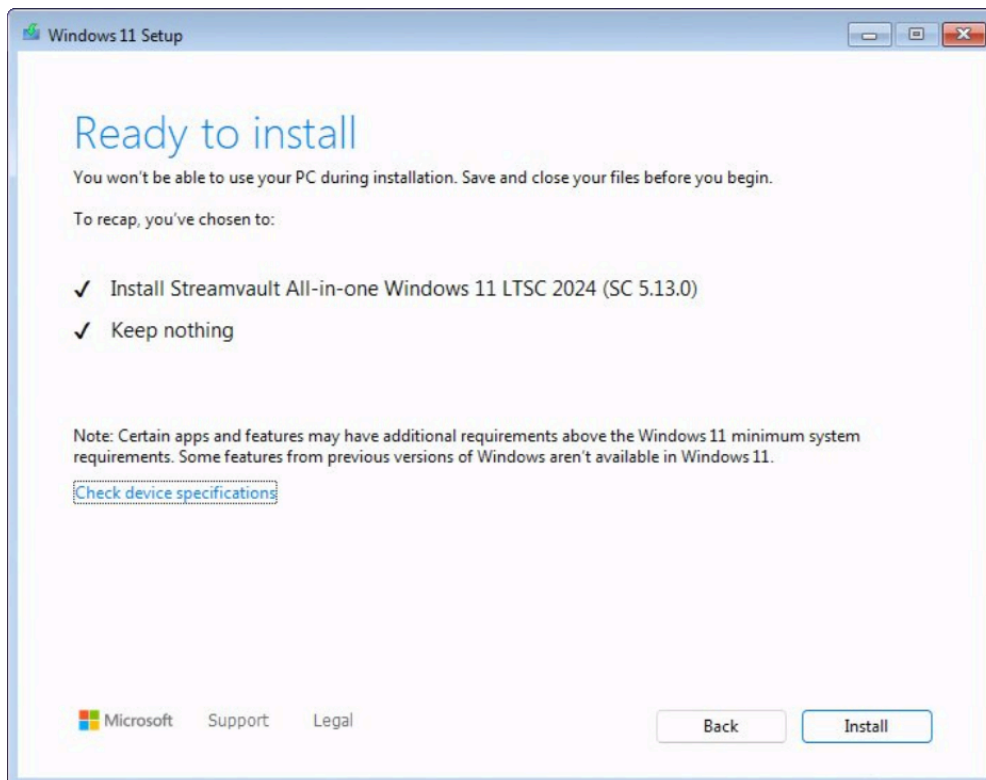 Windows 11 Setup
Ready to install
You won't be able to use your PC during installation. Save and close your files before you begin.
To recap, you've chosen to:
Install Streamvault All-in-one Windows 11 LTSC 2024 (SC 5.13.0)
Keep nothing
Note: Certain apps and features may have additional requirements above the Windows 11 minimum system
requirements. Some features from previous versions of Windows aren't available in Windows 11.
Check device specifications
Microsoft Support Legal Back Install